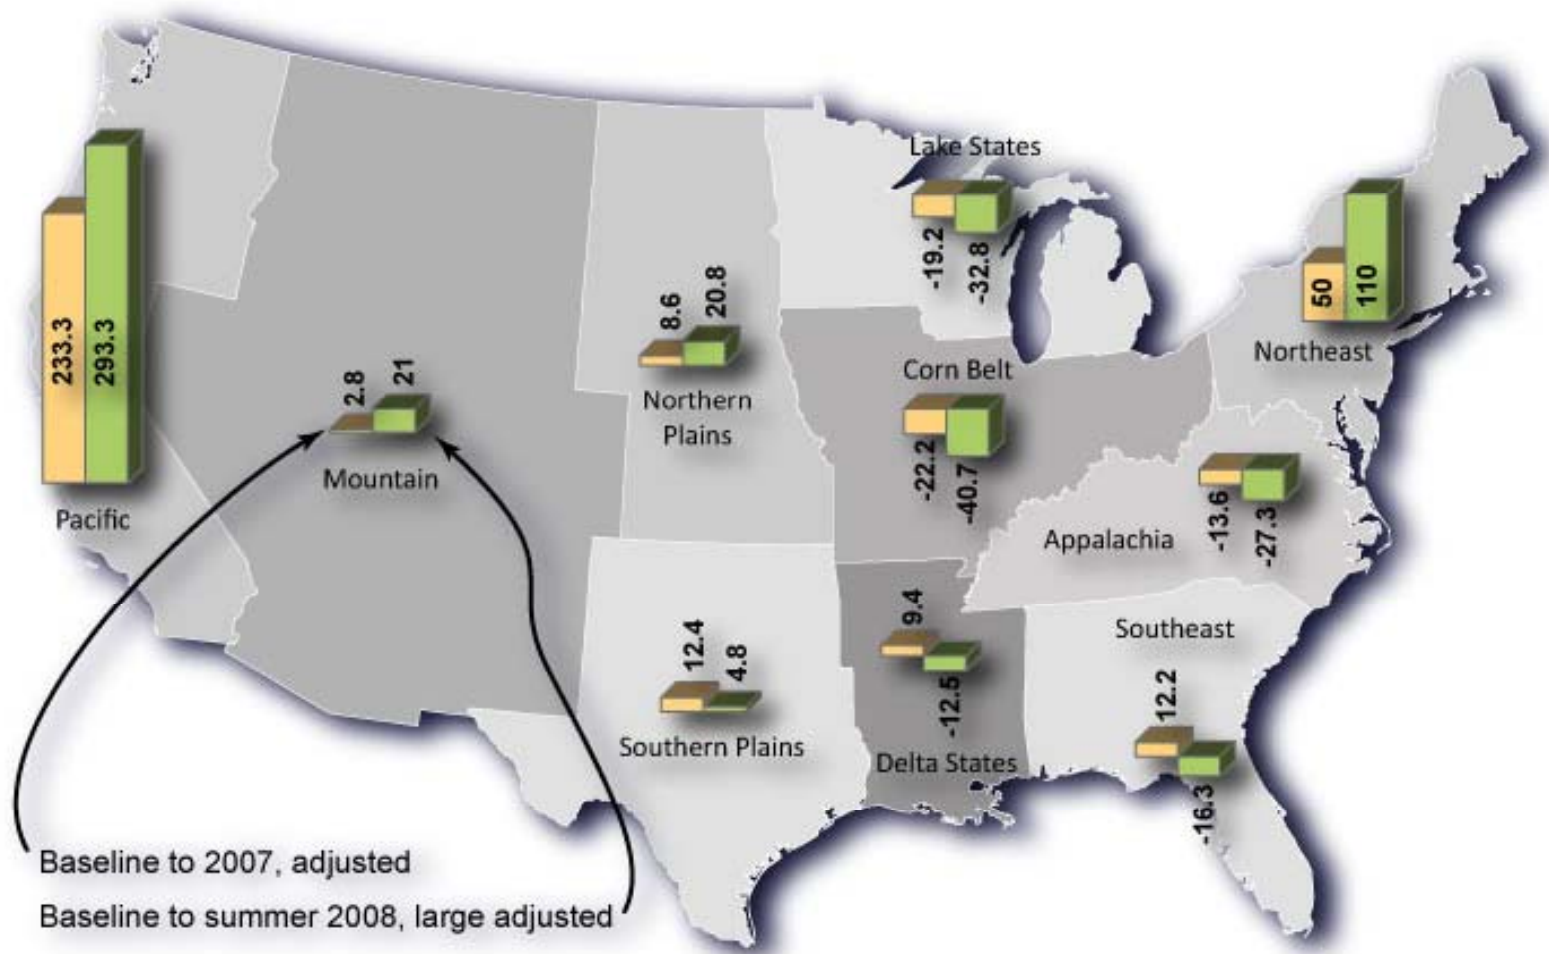 Lake States
-19.2
-32.8
50
110
Northeast
233.3
293.3
Pacific
2.8
21
Mountain
8.6
20.8
Northern
Plains
Corn Belt
-22.2
-40.7
Appalachia
-13.6
-27.3
12.4
4.8
Southern Plains
9.4
-12.5
Delta States
Southeast
12.2
-16.3
Baseline to 2007, adjusted
Baseline to summer 2008, large adjusted